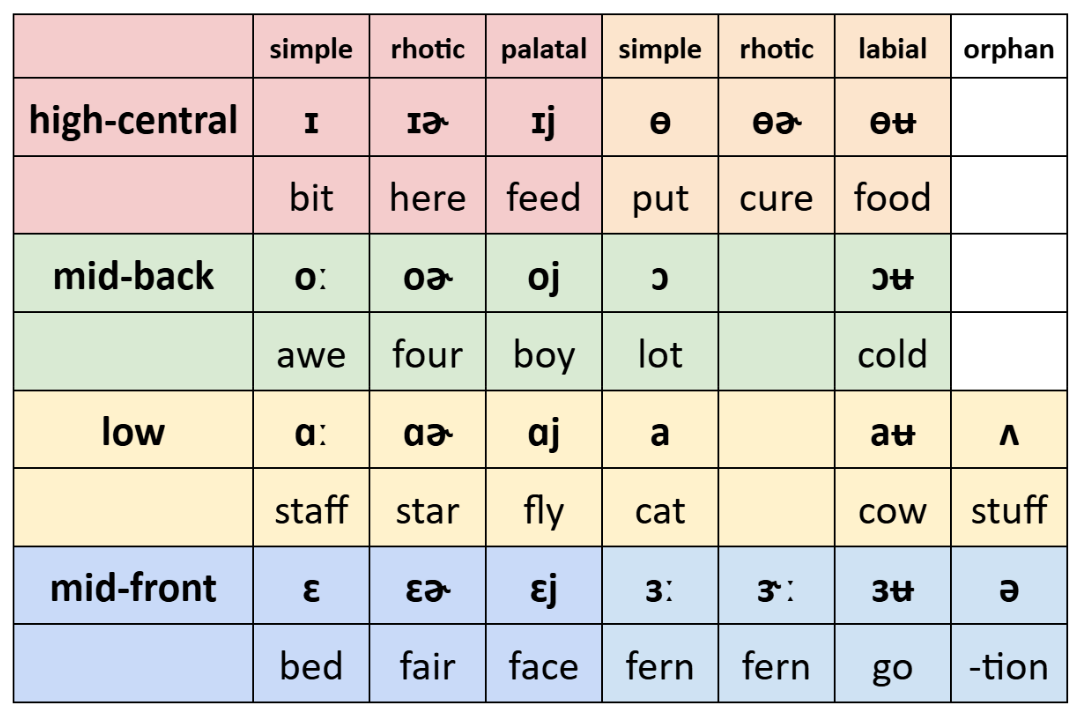 simple rhotic palatal simple rhotic labial orphan
high-central ɪ ɪɚ ɪj ɵ ɵɚ ɵʉ
bit here feed put cure food
mid-back oː oɚ oj ɔ ɔʉ
awe four boy lot cold
low ɑː ɑɚ ɑj a aʉ ʌ
staff star fly cat cow stuff
mid-front ɛ ɛɚ ɛj ɜː ɝː ɜʉ ə
bed fair face fern fern go -tion